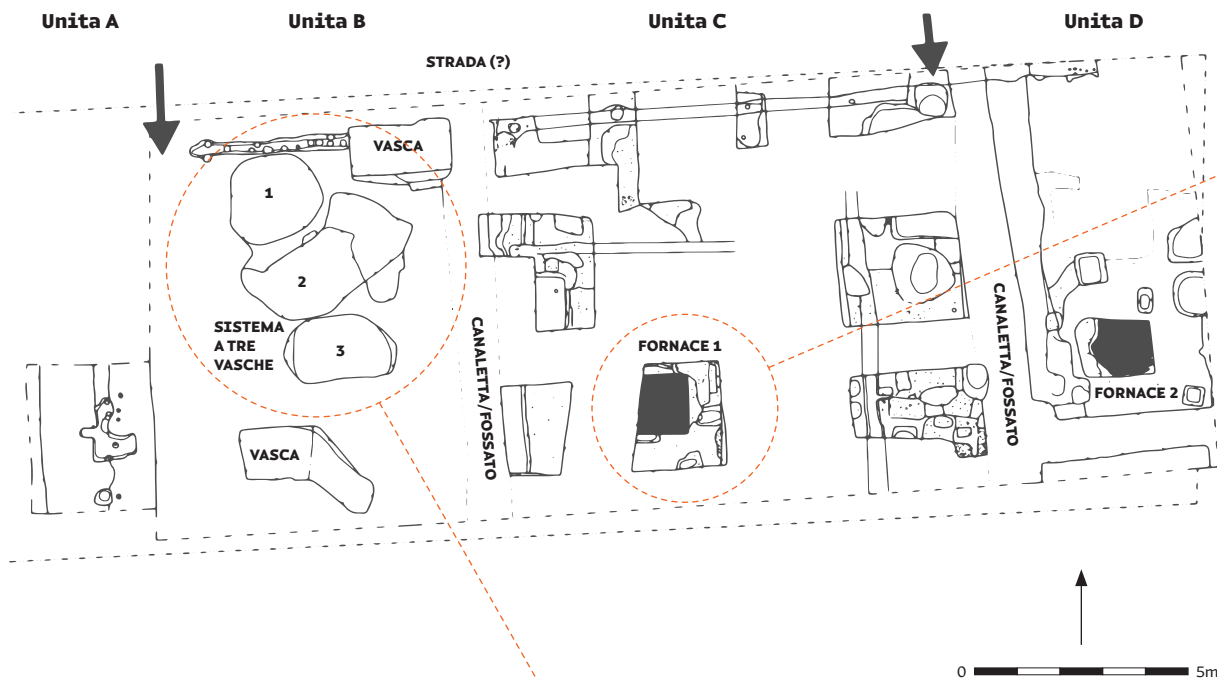 Unita A
Unita B
Unita C
Unita D
STRADA (?)
VASCA
1
2
3
SISTEMA
A TRE
VASCHE
VASCA
CANALETTA/FOSSATO
FORNACE 1
CANALETTA/FOSSATO
FORNACE 2
0
5m